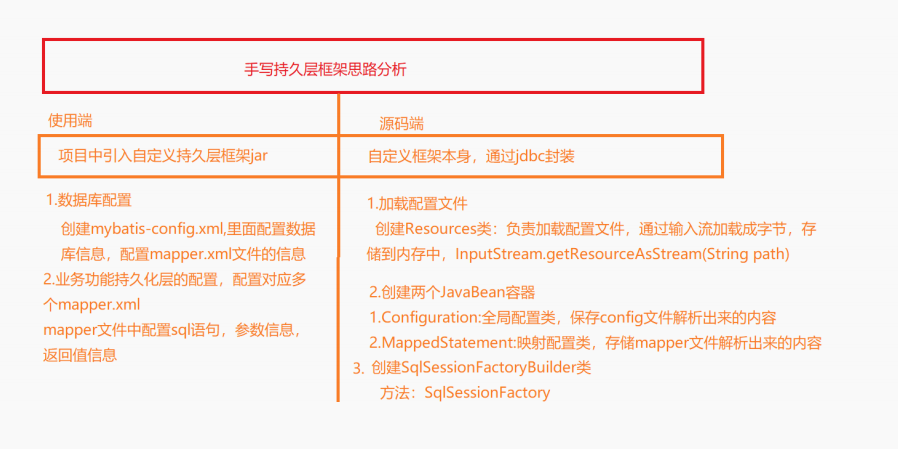 手写持久层框架思路分析
使用端
项目中引入自定义持久层框架jar
1.数据库配置
创建mybatis-config.xml,里面配置数据
库信息，配置mapper.xml文件的信息
2.业务功能持久化层的配置，配置对应多
个mapper.xml
mapper文件中配置sql语句，参数信息，
返回值信息
源码端
自定义框架本身，通过jdbc封装
1.加载配置文件
创建Resources类：负责加载配置文件，通过输入流加载成字节，存
储到内存中，InputStream.getResourceAsStream(String path)
2.创建两个JavaBean容器
1.Configuration:全局配置类，保存config文件解析出来的内容
2.MappedStatement:映射配置类，存储mapper文件解析出来的内容
3. 创建SqlSessionFactoryBuilder类
方法：SqlSessionFactory